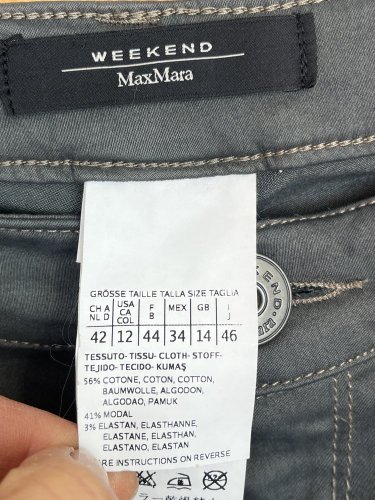 WEEKEND
MaxMara
GRÖSSE TAILLE TALLA SIZE TAGLIA
CH A NL D USA CA COL F B MEX GB I J
42 12 44 34 14 46
TESSUTO-TISSU- CLOTH-STOFF-
TEJIDO-TECIDO- KUMAŞ
56% COTONE, COTON, COTTON,
BAUMWOLLE, ALGODON,
ALGODAO, PAMUK
41% MODAL
3% ELASTAN, ELASTHANNE,
ELASTANE, ELASTHAN,
ELASTANO, ELASTAN
INSTRUCTIONS ON REVERSE